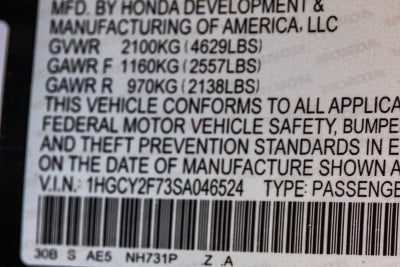 MFD. BY HONDA DEVELOPMENT &
MANUFACTURING OF AMERICA, LLC
GVWR 2100KG (4629LBS)
GAWR F 1160KG (2557LBS)
GAWR R 970KG (2138LBS)
THIS VEHICLE CONFORMS TO ALL APPLICA
FEDERAL MOTOR VEHICLE SAFETY, BUMPE
AND THEFT PREVENTION STANDARDS IN E
ON THE DATE OF MANUFACTURE SHOWN A
V.I.N.: 1HGCY2F73SA046524 TYPE: PASSENGE
30B S AE5 NH731P .Z .A